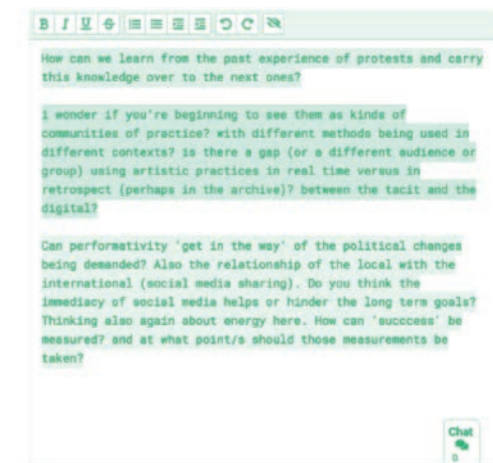 B I U S
How can we learn from the past experience of protests and carry
this knowledge over to the next ones?
i wonder if you're beginning to see them as kinds of
communities of practice? with different methods being used in
different contexts? is there a gap (or a different audience or
group) using artistic practices in real time versus in
retrospect (perhaps in the archive)? between the tacit and the
digital?
Can performativity 'get in the way' of the political changes
being demanded? Also the relationship of the local with the
international (social media sharing). Do you think the
immediacy of social media helps or hinder the long term goals?
Thinking also again about energy here. How can 'succcess' be
measured? and at what point/s should those measurements be
taken?
Chat
0